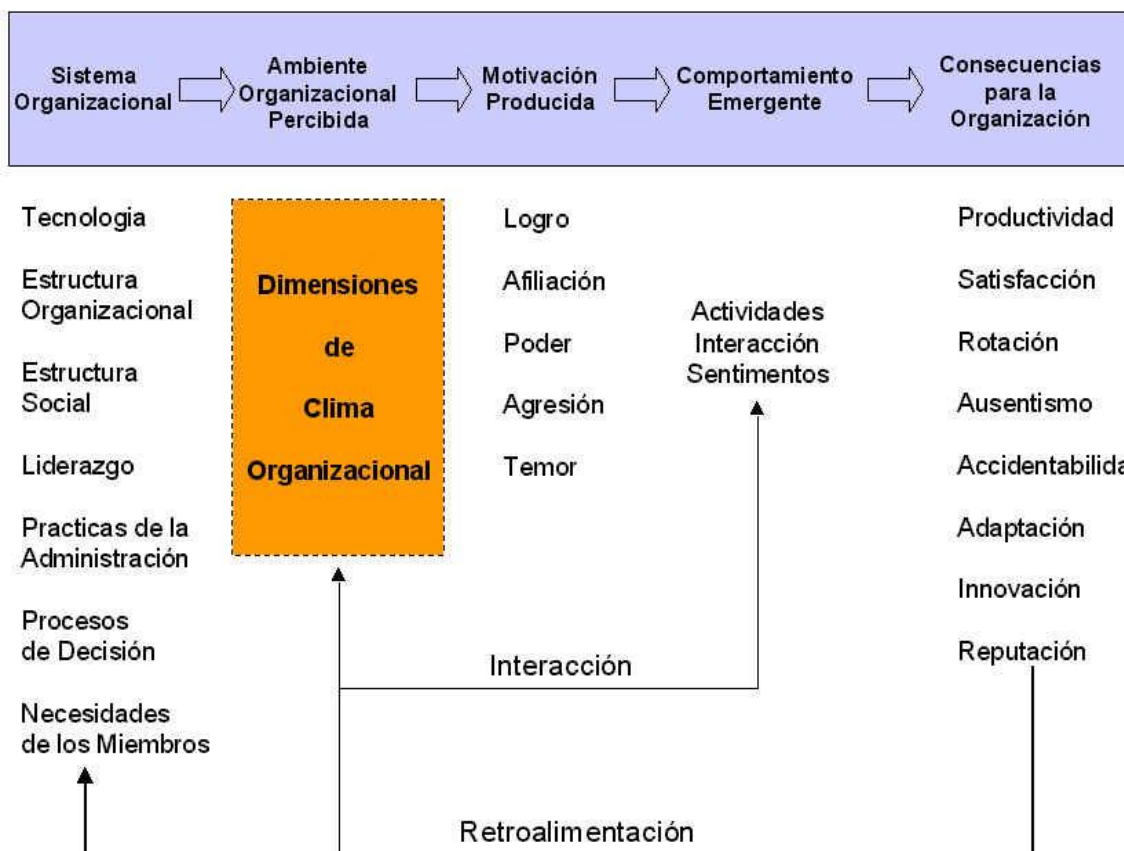 Sistema
Organizacional
Ambiente
Organizacional
Percibida
Motivación
Producida
Comportamiento
Emergente
Consecuencias
para la
Organización
Tecnologia
Estructura
Organizacional
Estructura
Social
Liderazgo
Practicas de la
Administración
Procesos
de Decisión
Necesidades
de los Miembros
Dimensiones
de
Clima
Organizacional
Logro
Afiliación
Poder
Agresión
Temor
Actividades
Interacción
Sentimentos
Productividad
Satisfacción
Rotación
Ausentismo
Accidentabilida
Adaptación
Innovación
Reputación
Interacción
Retroalimentación